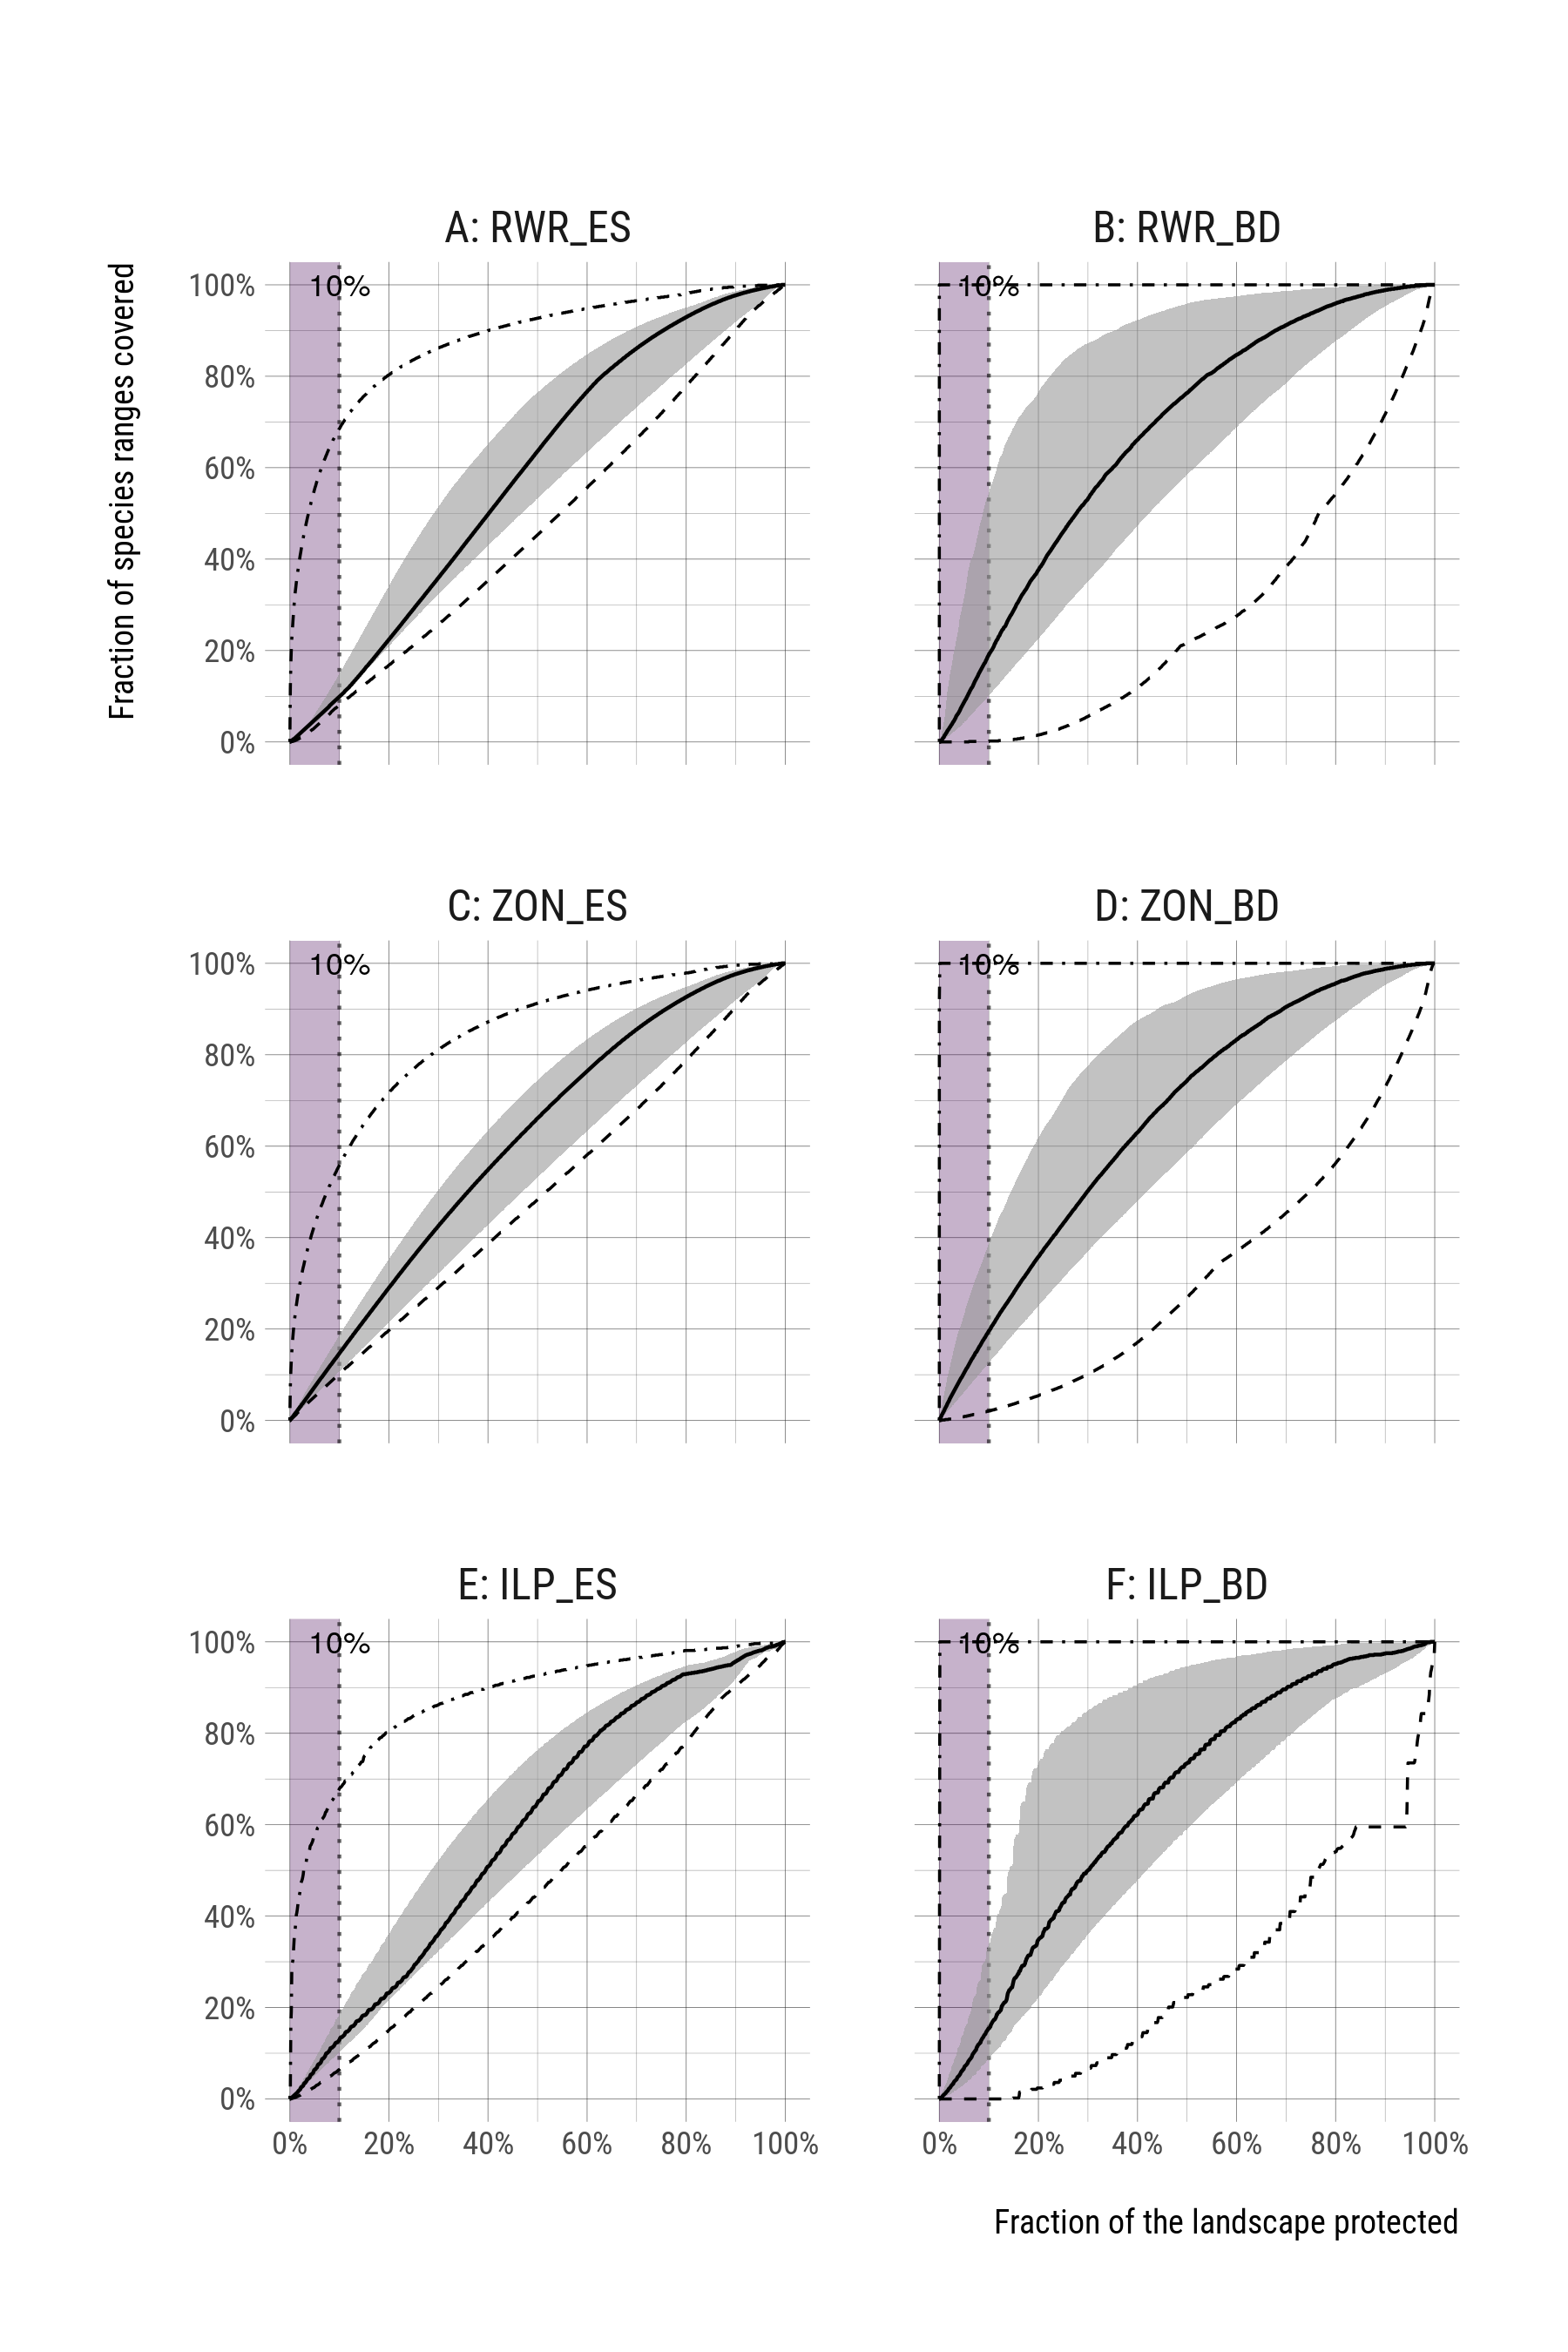 A: RWR_ES
B: RWR_BD
Fraction of species ranges covered
100%
80%
60%
40%
20%
0%
10%
10%
C: ZON_ES
D: ZON_BD
100%
80%
60%
40%
20%
0%
10%
10%
E: ILP_ES
F: ILP_BD
100%
80%
60%
40%
20%
0%
10%
10%
0% 20% 40% 60% 80% 100%
0% 20% 40% 60% 80% 100%
Fraction of the landscape protected